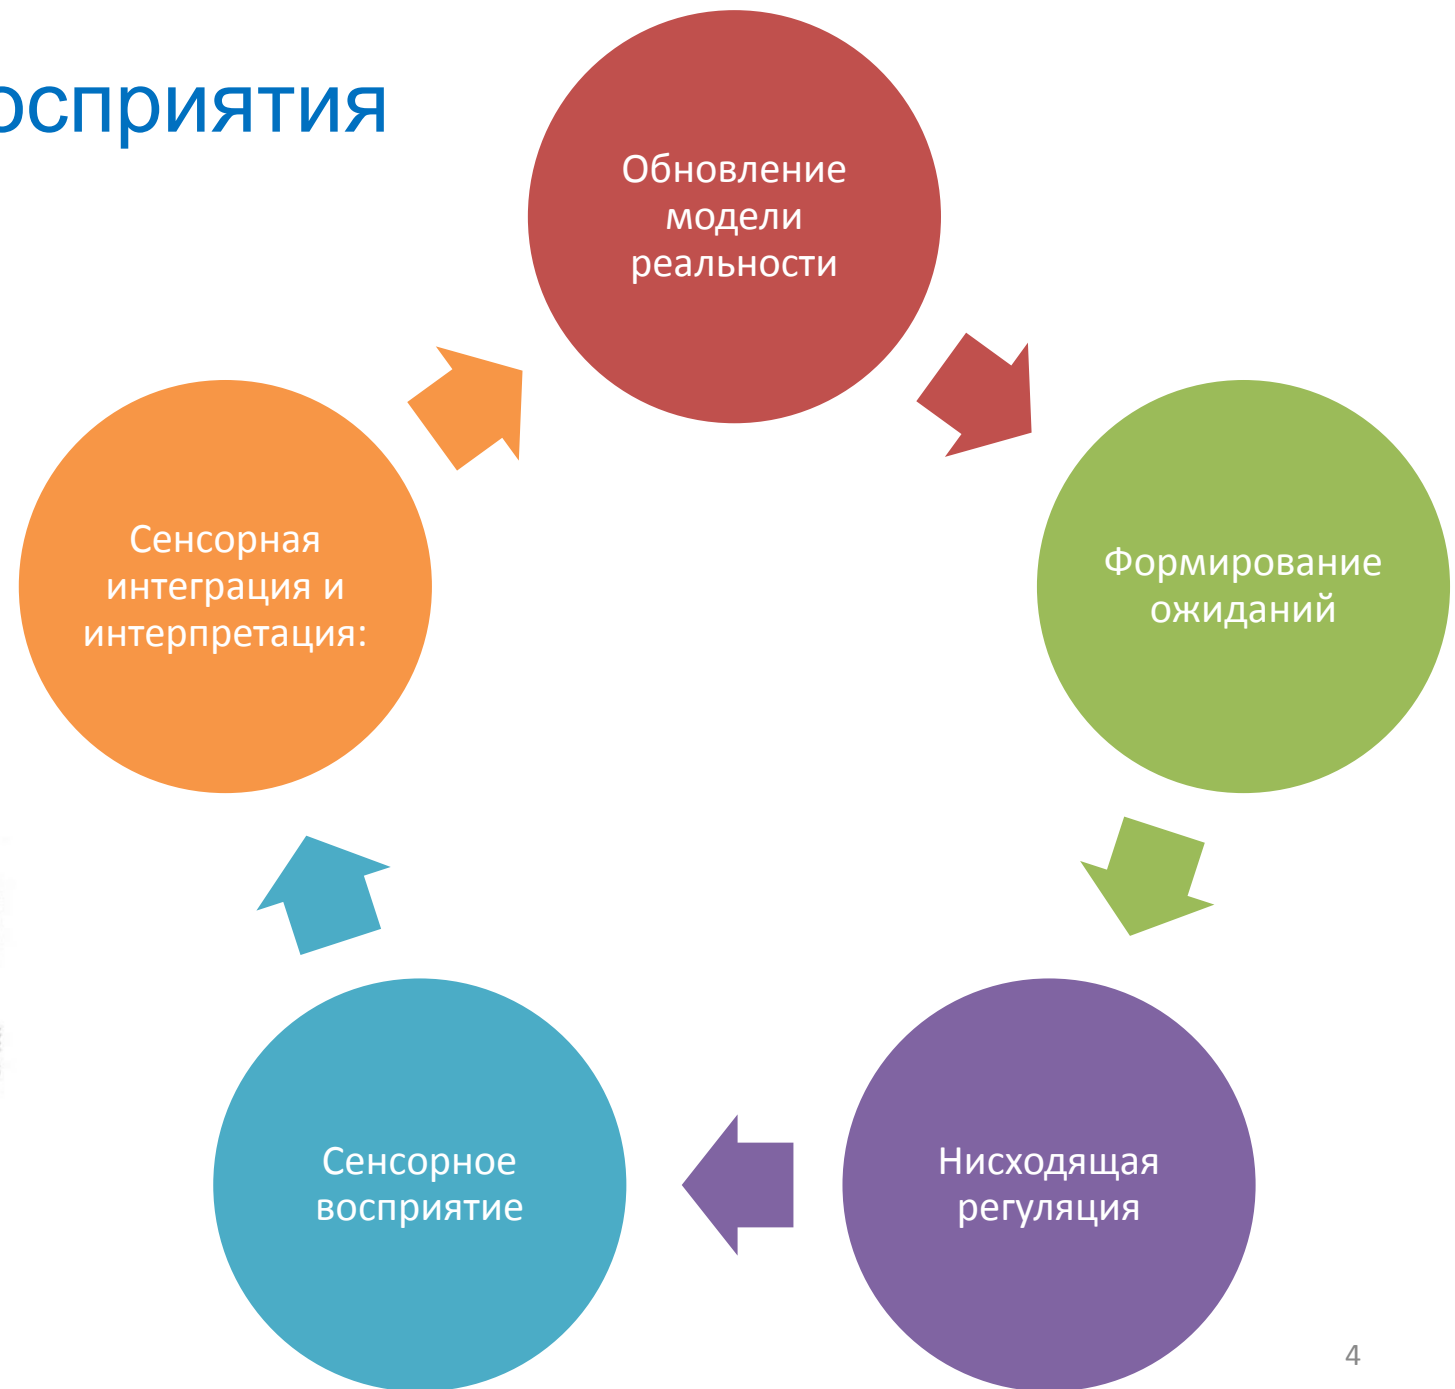 осприятия
Обновление
модели
реальности
Формирование
ожиданий
Нисходящая
регуляция
Сенсорное
восприятие
Сенсорная
интеграция и
интерпретация:
4